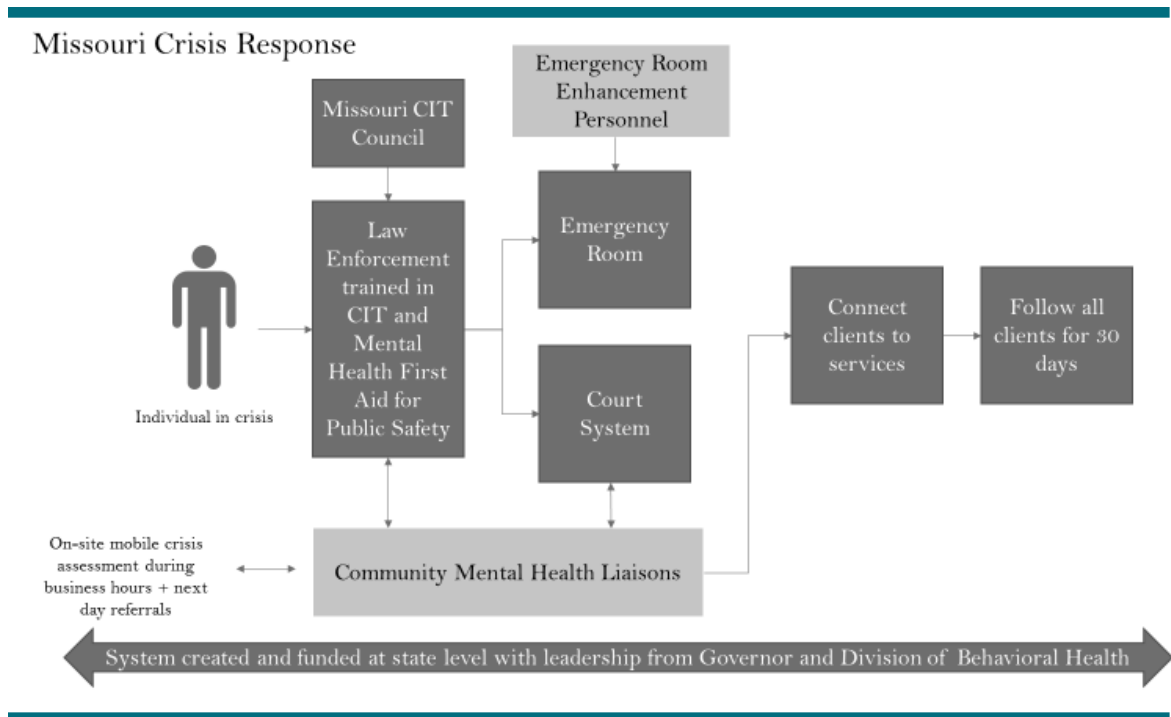 Missouri Crisis Response
Missouri CIT
Council
Emergency Room
Enhancement
Personnel
Law
Enforcement
trained in
CIT and
Mental
Health First
Aid for
Public Safety
Emergency
Room
Individual in crisis
Court
System
Connect
clients to
services
Follow all
clients for 30
days
On-site mobile crisis
assessment during
business hours + next
day referrals
Community Mental Health Liaisons
System created and funded at state level with leadership from Governor and Division of Behavioral Health